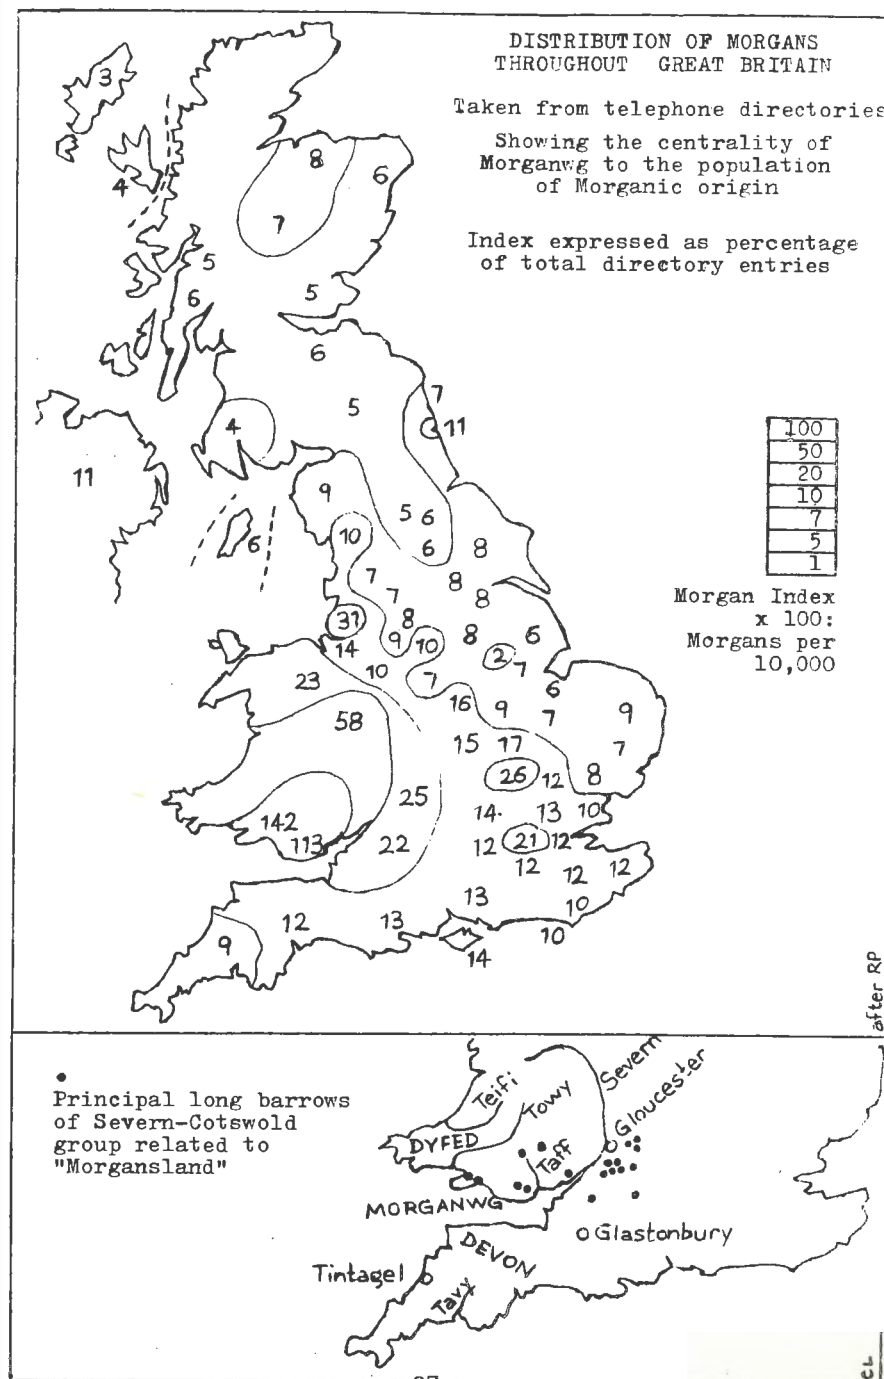 DISTRIBUTION OF MORGANS
THROUGHOUT GREAT BRITAIN
Taken from telephone directories
Showing the centrality of
Morganwg to the population
of Morganic origin
Index expressed as percentage
of total directory entries
3
8
6
4
7
5
6
5
6
7
5
4
11
11
9
5 6
10
6
6
8
7
8
7
8
31
8
9
10
8
6
14
2
7
10
7
6
23
16
9
7
9
58
15
17
7
26
12
8
25
14.
13
10
142
113
22
12
21
12
12
12
12
13
10
12
13
10
9
14
100
50
20
10
7
5
1
Morgan Index
x 100:
Morgans per
10,000
after RP
Principal long barrows
of Severn-Cotswold
group related to
"Morgansland"
Teifi
Towy
Severn
Gloucester
DYFED
Taff
MORGANWG
Glastonbury
DEVON
Tintagel
Tavy